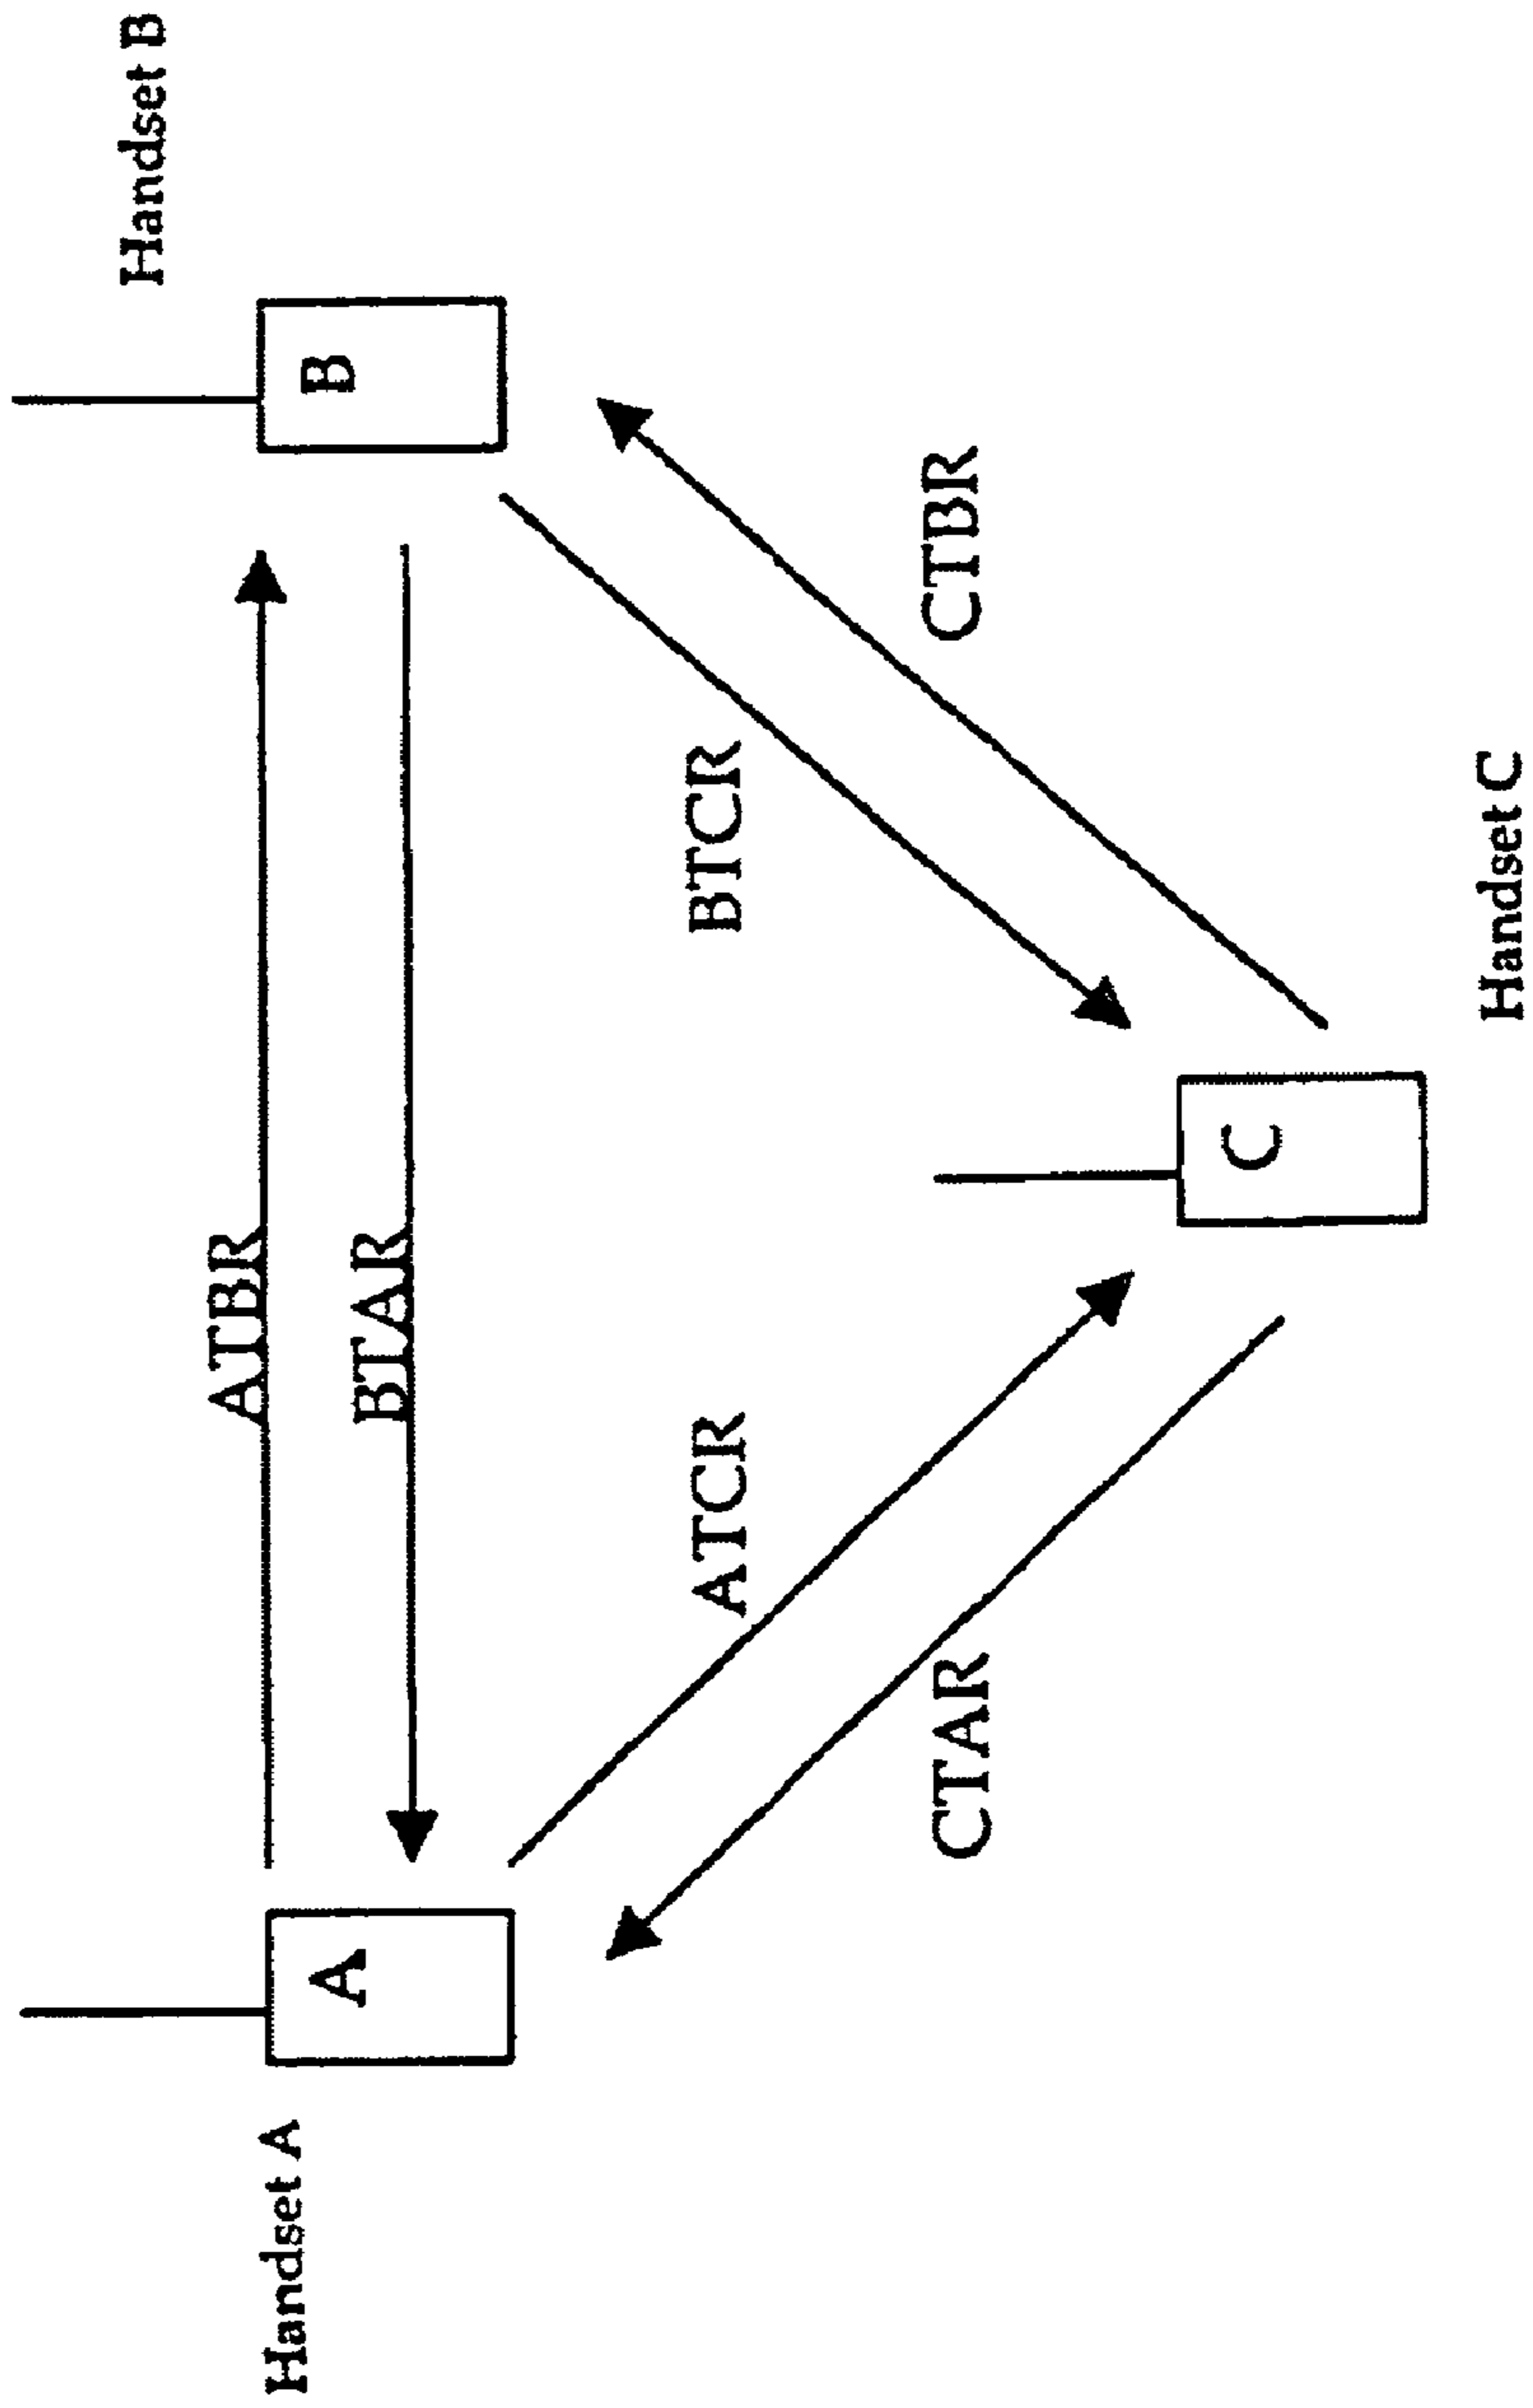 Handset A
A
ATBR
BTAR
Handset B
B
ATCR
CTAR
BTCR
CTBR
C
Handset C